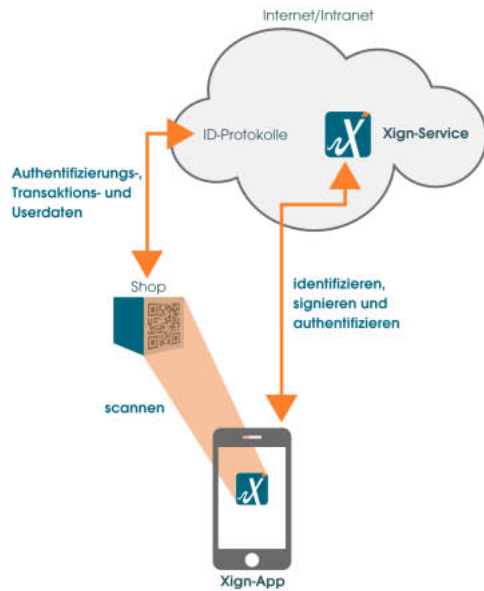 Internet/Intranet
ID-Protokolle
Xign-Service
Authentifizierungs-,
Transaktions- und
Userdaten
identifizieren,
signieren und
authentifizieren
Shop
scannen
Xign-App